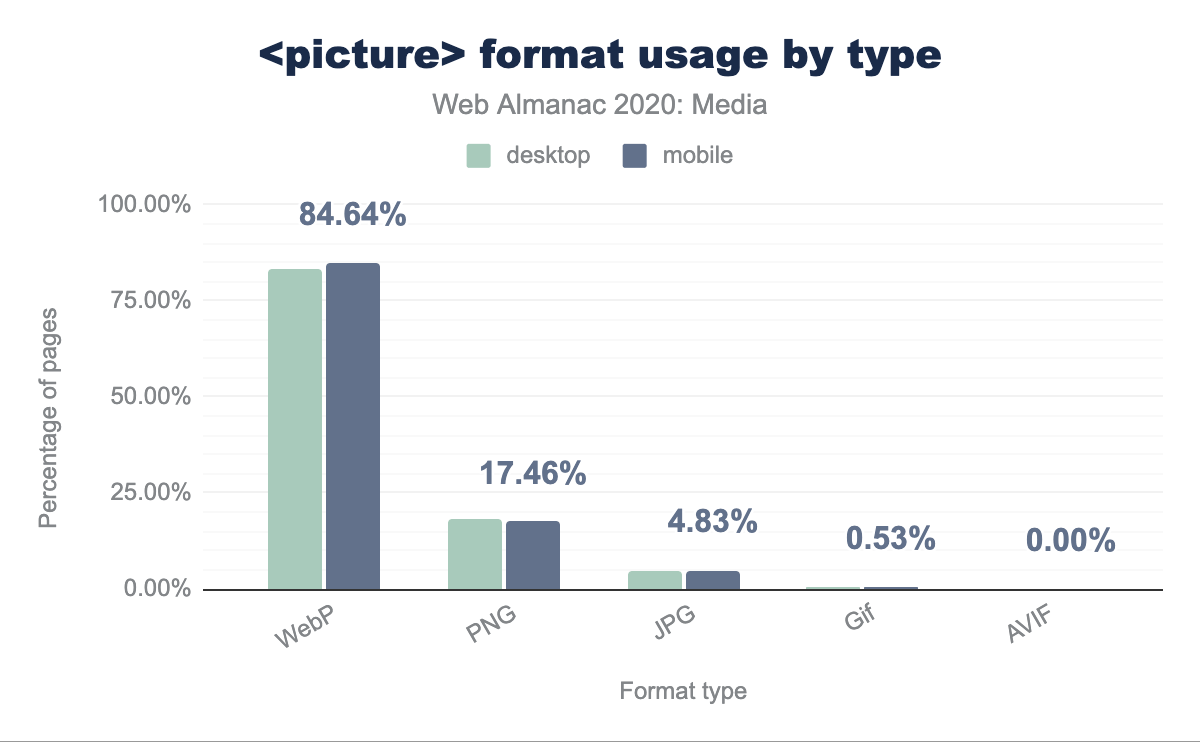 <picture> format usage by type
Web Almanac 2020: Media
desktop mobile
100.00%
75.00%
50.00%
25.00%
0.00%
Percentage of pages
84.64%
17.46%
4.83%
0.53%
0.00%
WebP
PNG
JPG
Gif
AVIF
Format type